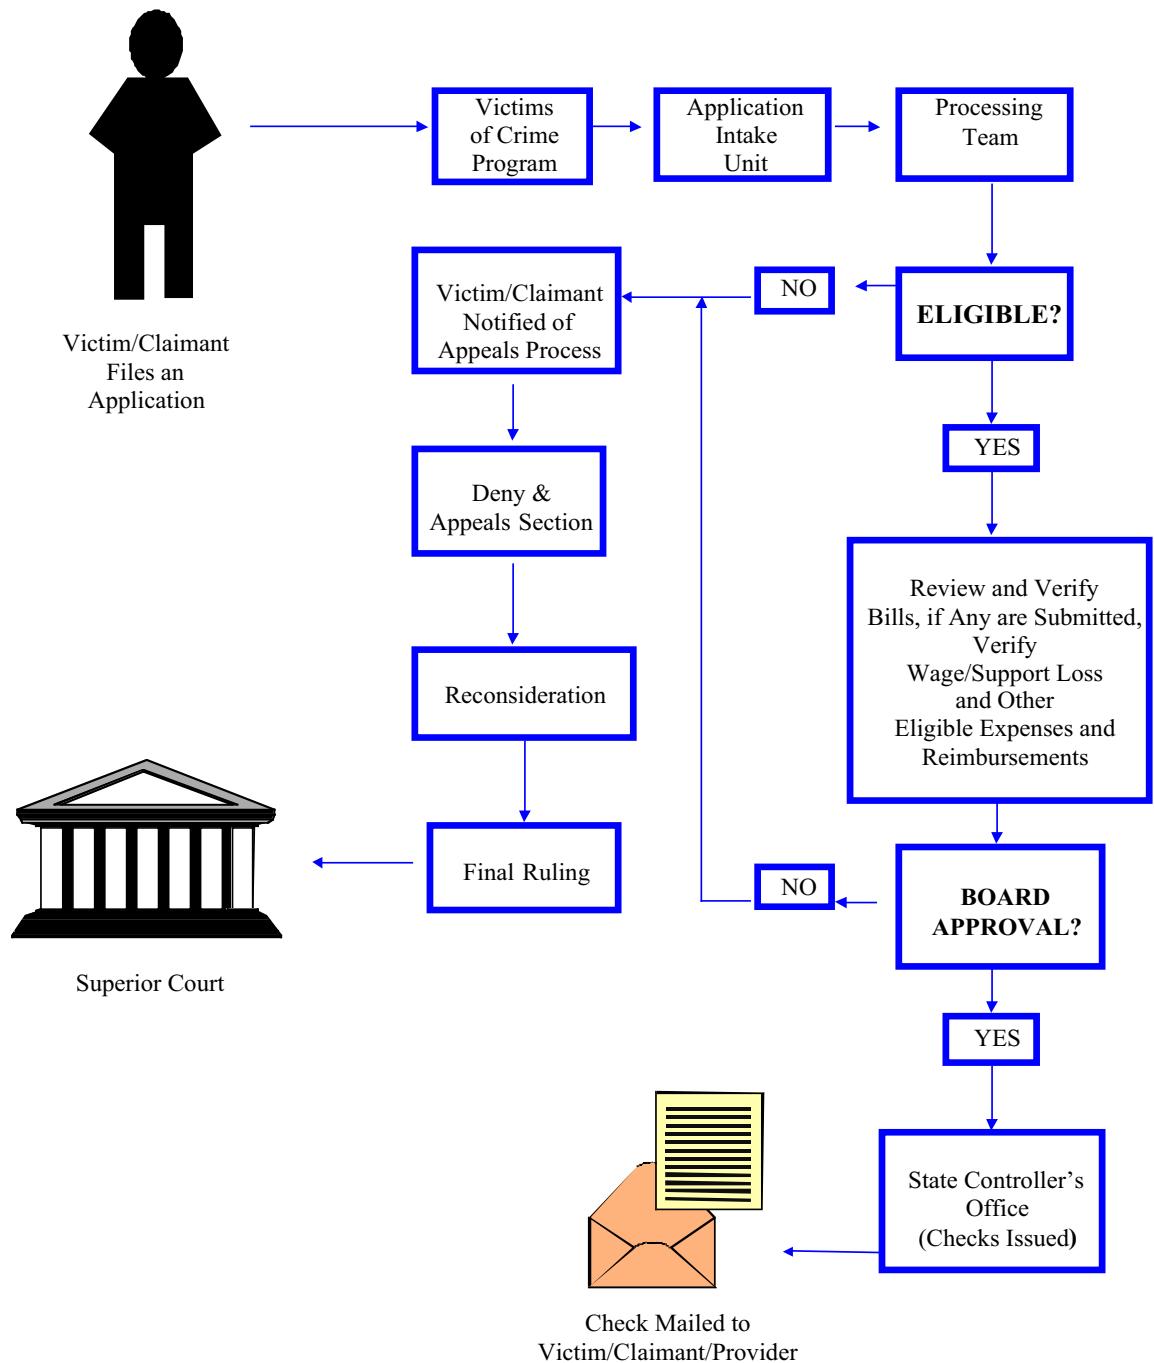 Victim/Claimant
Files an
Application
Victims
of Crime
Program
Application
Intake
Unit
Processing
Team
ELIGIBLE?
NO
Victim/Claimant
Notified of
Appeals Process
Deny &
Appeals Section
Reconsideration
Final Ruling
Superior Court
YES
Review and Verify
Bills, if Any are Submitted,
Verify
Wage/Support Loss
and Other
Eligible Expenses and
Reimbursements
BOARD
APPROVAL?
NO
YES
State Controller’s
Office
(Checks Issued)
Check Mailed to
Victim/Claimant/Provider